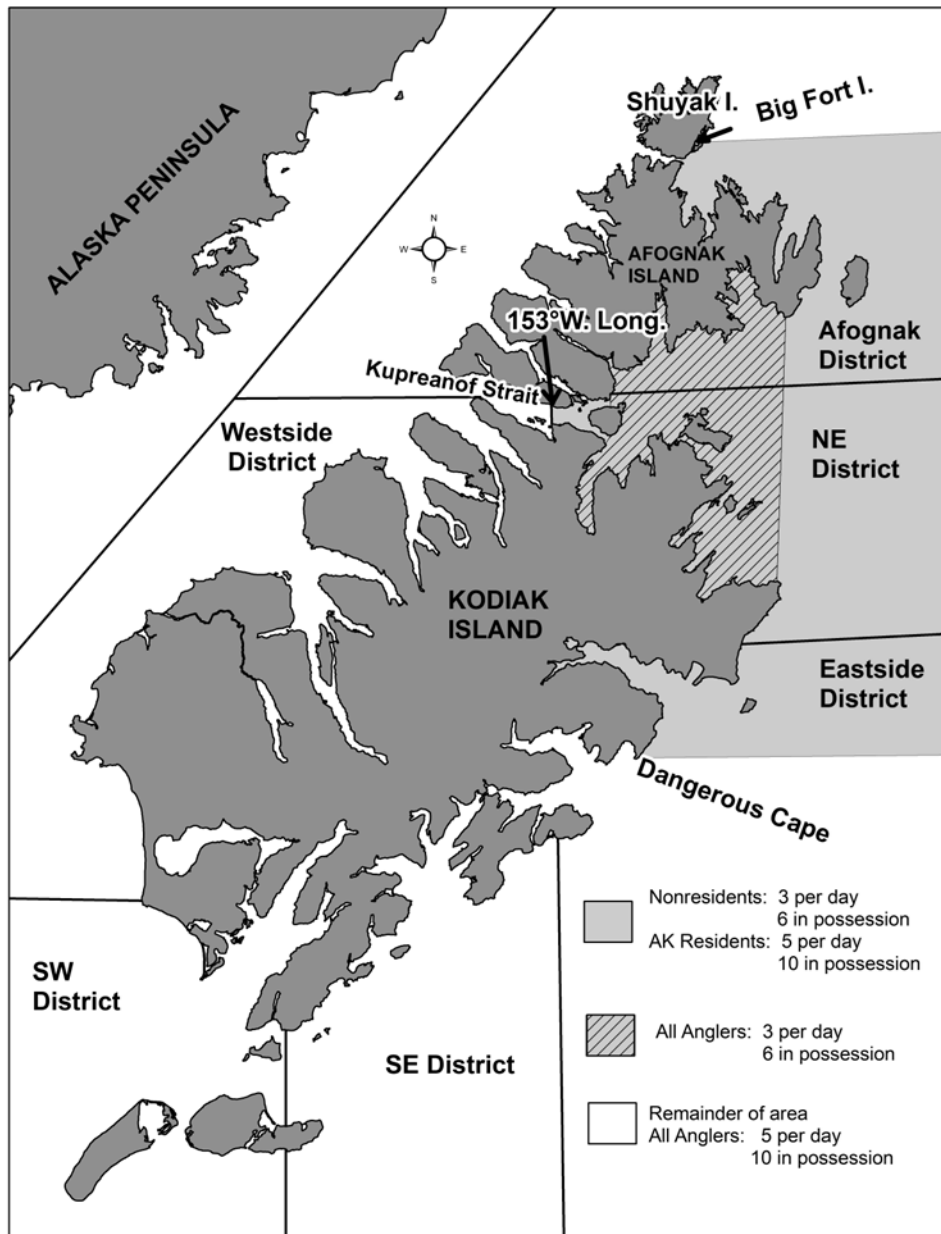 Shuyak I.
Big Fort I.
ALASKA PENINSULA
N
W
E
S
AFOGNAK
ISLAND
153°W. Long.
Afognak
District
Kupreanof Strait
Westside
District
NE
District
KODIAK
ISLAND
Eastside
District
Dangerous Cape
SW
District
SE District
Nonresidents: 3 per day
6 in possession
AK Residents: 5 per day
10 in possession
All Anglers: 3 per day
6 in possession
Remainder of area
All Anglers: 5 per day
10 in possession